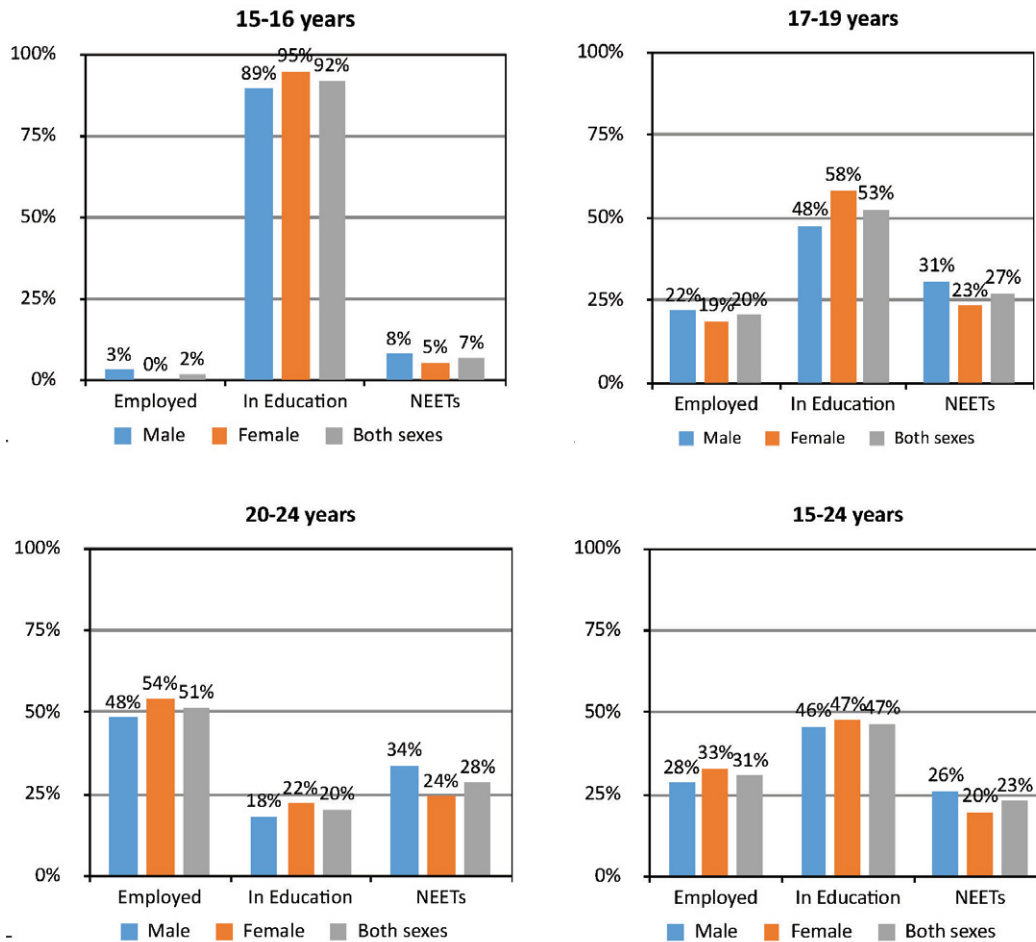 15-16 years
100%
75%
50%
25%
0%
3%
0%
2%
89%
95%
92%
8%
5%
7%
Employed
In Education
NEETs
Male
Female
Both sexes
17-19 years
100%
75%
50%
25%
0%
22%
19%
20%
48%
58%
53%
31%
23%
27%
Employed
In Education
NEETs
Male
Female
Both sexes
20-24 years
100%
75%
50%
25%
0%
48%
54%
51%
18%
22%
20%
34%
24%
28%
Employed
In Education
NEETs
Male
Female
Both sexes
15-24 years
100%
75%
50%
25%
0%
28%
33%
31%
46%
47%
47%
26%
20%
23%
Employed
In Education
NEETs
Male
Female
Both sexes